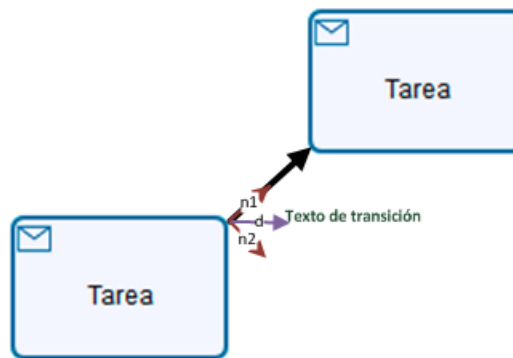 Tarea
n1
d
Texto de transición
n2
Tarea